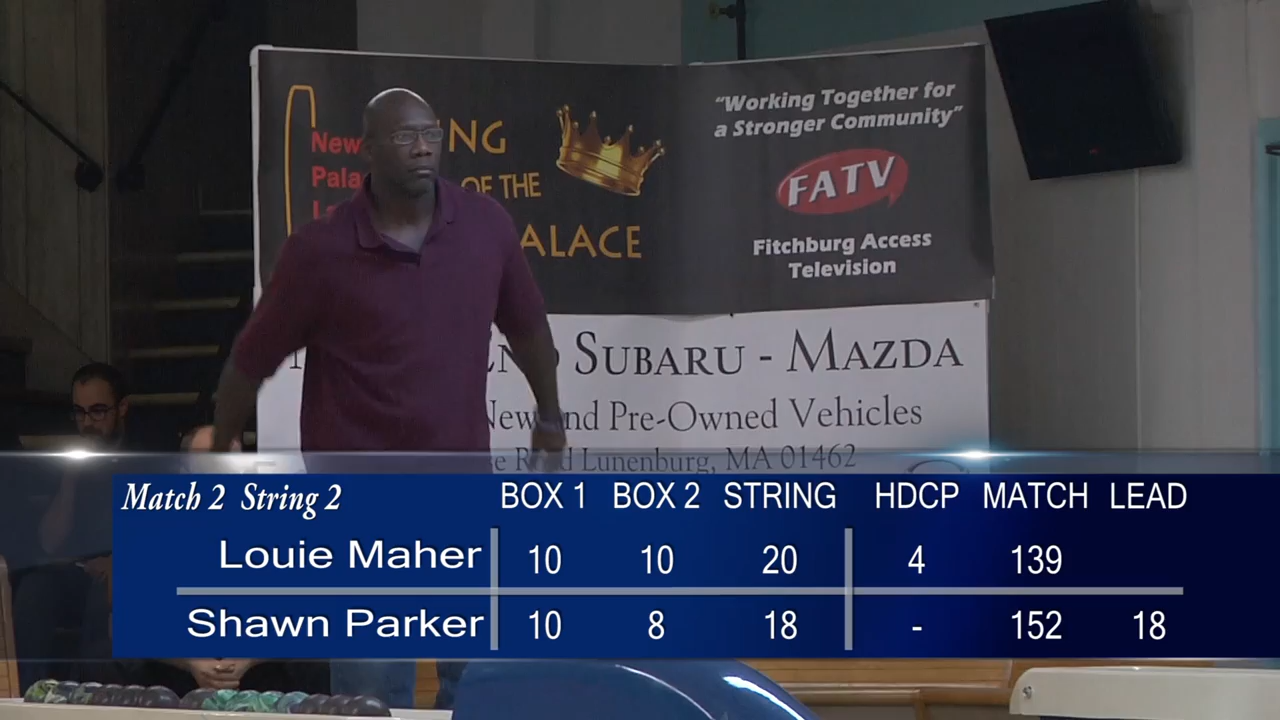 New
NG
OF THE
ALACE
"Working Together for
a Stronger Community"
FATV
Fitchburg Access
Television
SUBARU - MAZDA
New and Pre-Owned Vehicles
Lunenburg, MA 01462
Match 2 String 2 BOX 1 BOX 2 STRING HDCP MATCH LEAD
Louie Maher 10 10 20 4 139
Shawn Parker 10 8 18 - 152 18